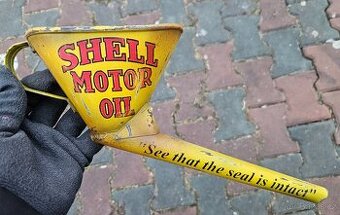 SHELL
MOTOR
OIL
"See that the seal is intact"